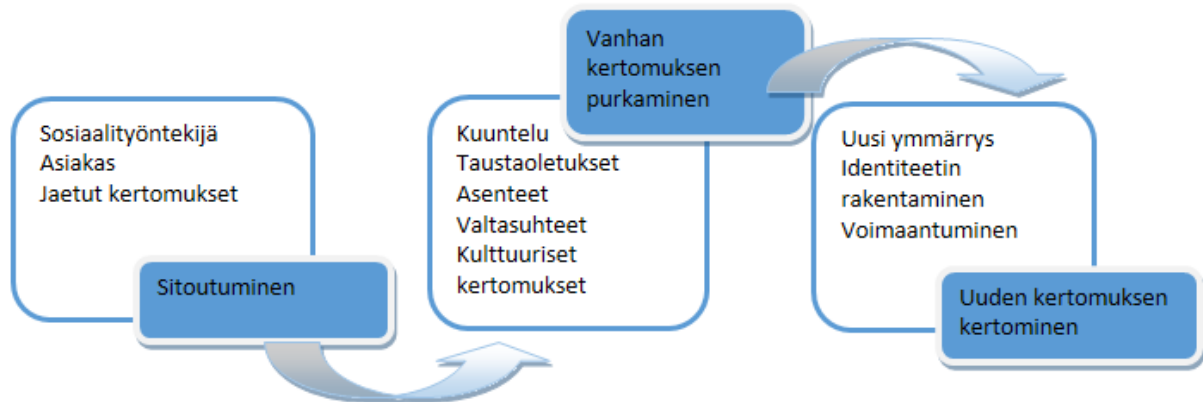 Sosiaalityöntekijä
Asiakas
Jaetut kertomukset
Sitoutuminen
Vanhan
kertomuksen
purkaminen
Kuuntelu
Taustaoletukset
Asenteet
Valtasuhteet
Kulttuuriset
kertomukset
Uusi ymmärrys
Identiteetin
rakentaminen
Voimaantuminen
Uuden kertomuksen
kertominen